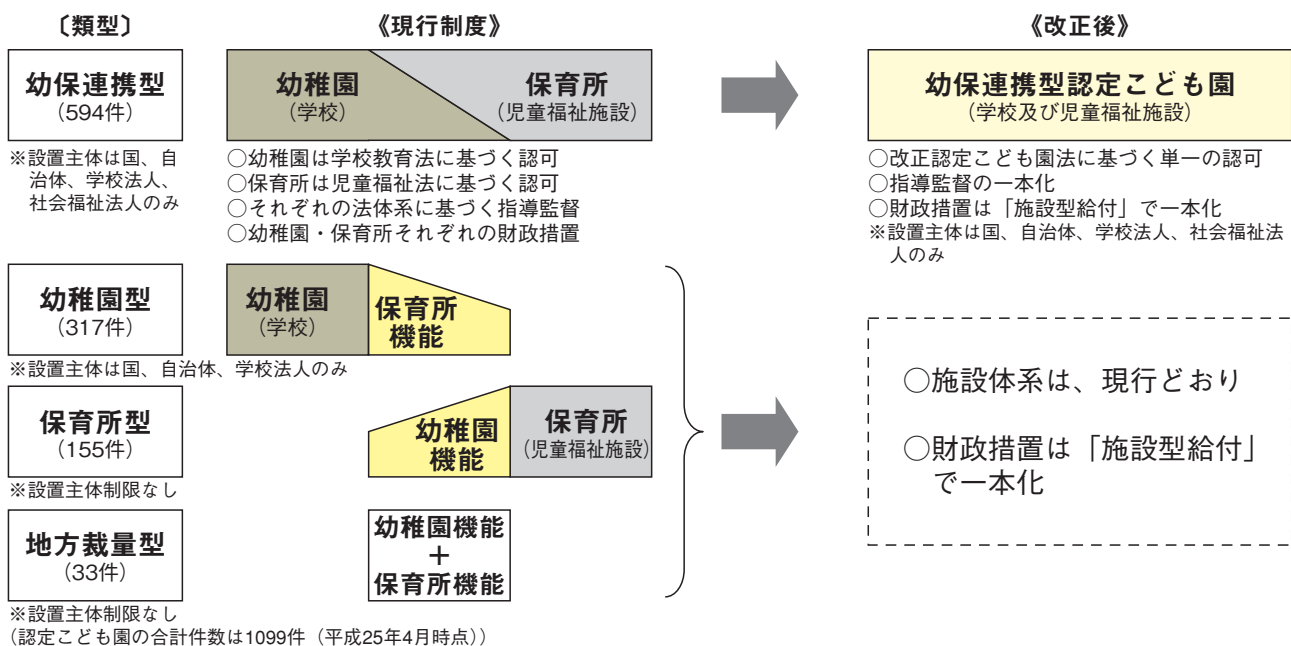 〔類型〕
《現行制度》
《改正後》
幼保連携型
(594件)
※設置主体は国、自
治体、学校法人、
社会福祉法人のみ
幼稚園
(学校)
保育所
(児童福祉施設)
○幼稚園は学校教育法に基づく認可
○保育所は児童福祉法に基づく認可
○それぞれの法体系に基づく指導監督
○幼稚園・保育所それぞれの財政措置
幼保連携型認定こども園
(学校及び児童福祉施設)
○改正認定こども園法に基づく単一の認可
○指導監督の一本化
○財政措置は「施設型給付」で一本化
※設置主体は国、自治体、学校法人、社会福祉法
人のみ
幼稚園型
(317件)
※設置主体は国、自治体、学校法人のみ
幼稚園
(学校)
保育所
機能
保育所型
(155件)
※設置主体制限なし
幼稚園
機能
保育所
(児童福祉施設)
地方裁量型
(33件)
※設置主体制限なし
幼稚園機能
+
保育所機能
○施設体系は、現行どおり
○財政措置は「施設型給付」
で一本化
(認定こども園の合計件数は1099件(平成25年4月時点))